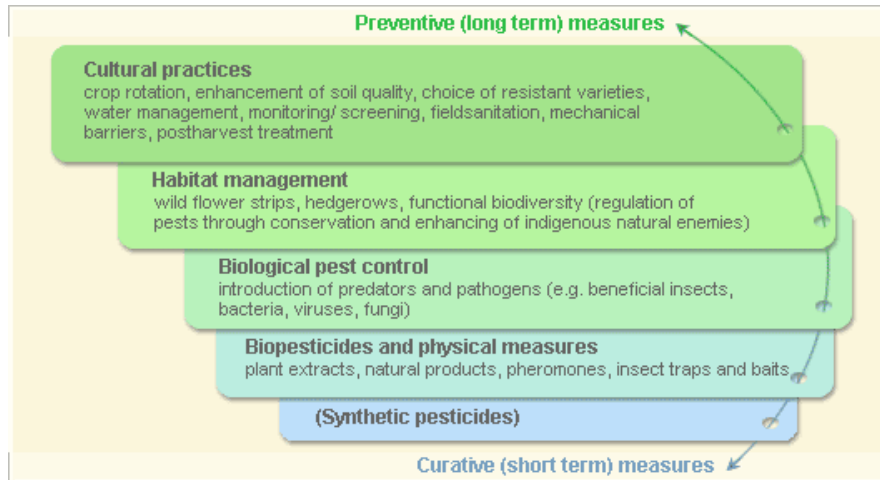 Preventive (long term) measures
Cultural practices
crop rotation, enhancement of soil quality, choice of resistant varieties,
water management, monitoring/ screening, fieldsanitation, mechanical
barriers, postharvest treatment
Habitat management
wild flower strips, hedgerows, functional biodiversity (regulation of
pests through conservation and enhancing of indigenous natural enemies)
Biological pest control
introduction of predators and pathogens (e.g. beneficial insects,
bacteria, viruses, fungi)
Biopesticides and physical measures
plant extracts, natural products, pheromones, insect traps and baits
(Synthetic pesticides)
Curative (short term) measures